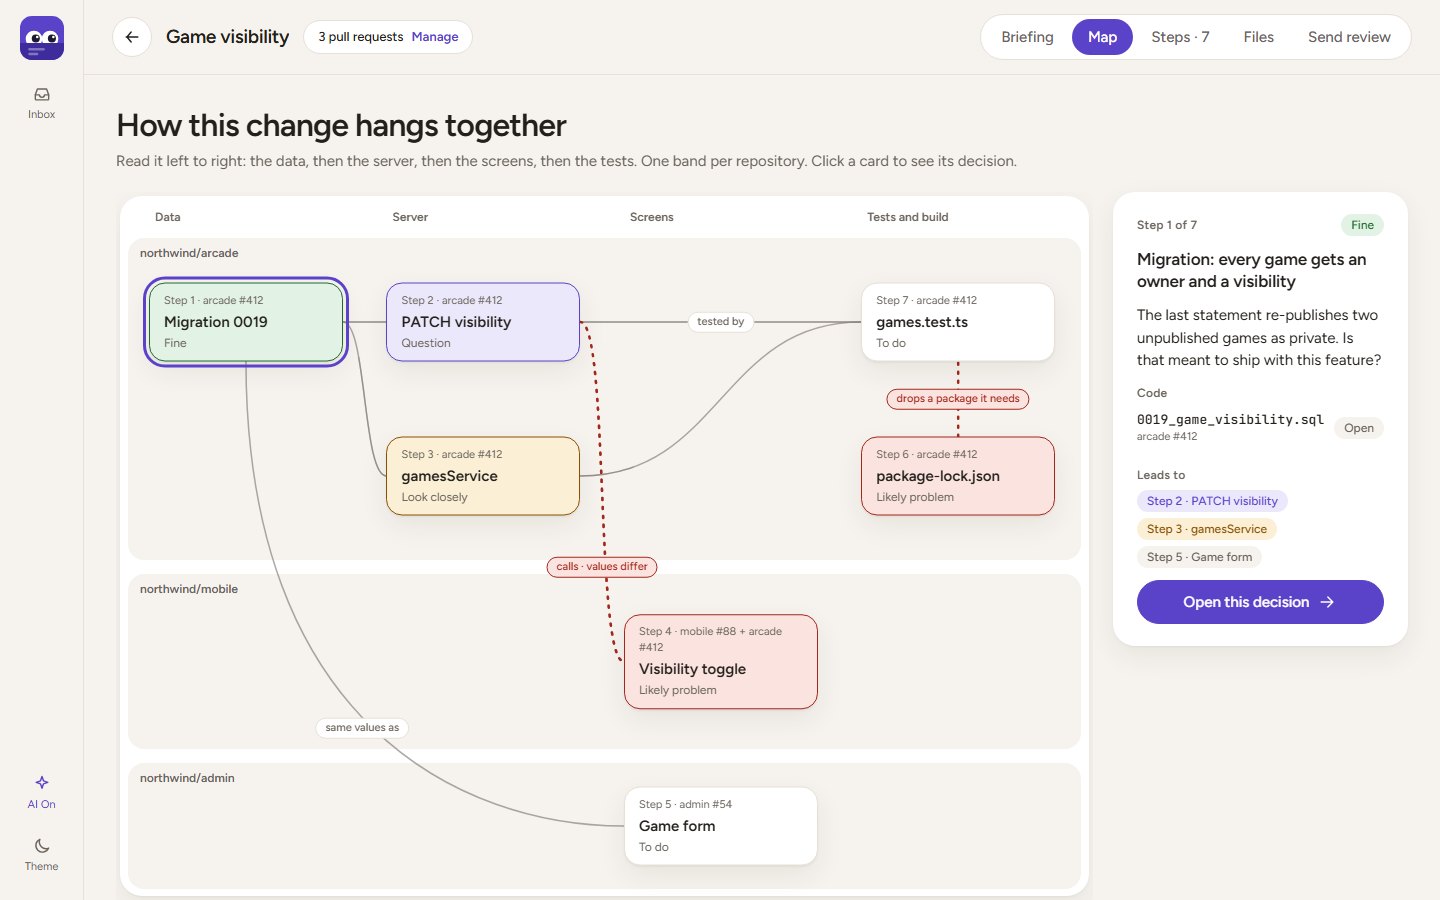 Game visibility
3 pull requests Manage
Briefing
Map
Steps · 7
Files
Send review
Inbox
AI On
Theme
How this change hangs together
Read it left to right: the data, then the server, then the screens, then the tests. One band per repository. Click a card to see its decision.
Data
Server
Screens
Tests and build
northwind/arcade
Step 1 · arcade #412
Migration 0019
Fine
Step 2 · arcade #412
PATCH visibility
Question
tested by
Step 7 · arcade #412
games.test.ts
To do
drops a package it needs
Step 3 · arcade #412
gamesService
Look closely
Step 6 · arcade #412
package-lock.json
Likely problem
calls · values differ
northwind/mobile
Step 4 · mobile #88 + arcade
#412
Visibility toggle
Likely problem
same values as
northwind/admin
Step 5 · admin #54
Game form
To do
Step 1 of 7
Fine
Migration: every game gets an
owner and a visibility
The last statement re-publishes two
unpublished games as private. Is
that meant to ship with this feature?
Code
0019_game_visibility.sql
arcade #412
Open
Leads to
Step 2 · PATCH visibility
Step 3 · gamesService
Step 5 · Game form
Open this decision